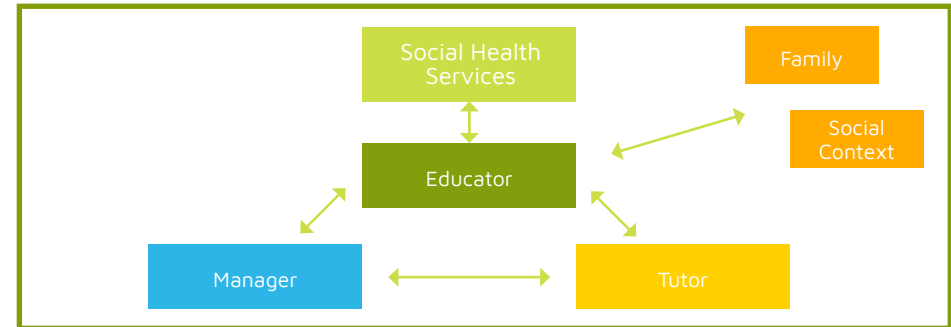 Social Health
Services
Family
Social
Context
Educator
Manager
Tutor